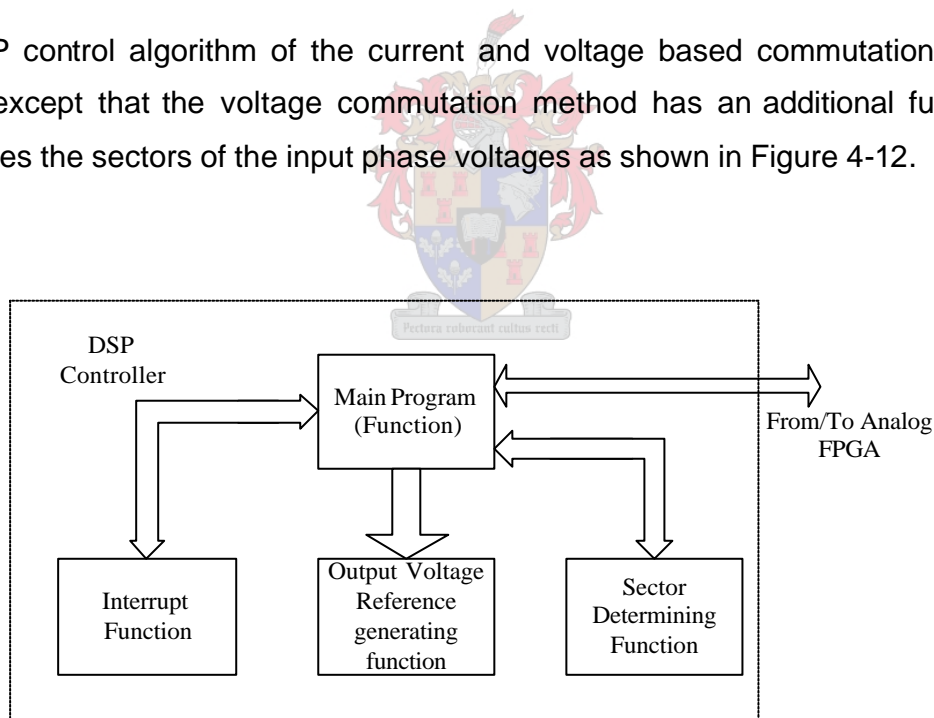 P control algorithm of the current and voltage based commutation
except that the voltage commutation method has an additional fu
es the sectors of the input phase voltages as shown in Figure 4-12.
Pectora roborant cultus recti
DSP
Controller
Main Program
(Function)
From/To Analog
FPGA
Interrupt
Function
Output Voltage
Reference
generating
function
Sector
Determining
Function